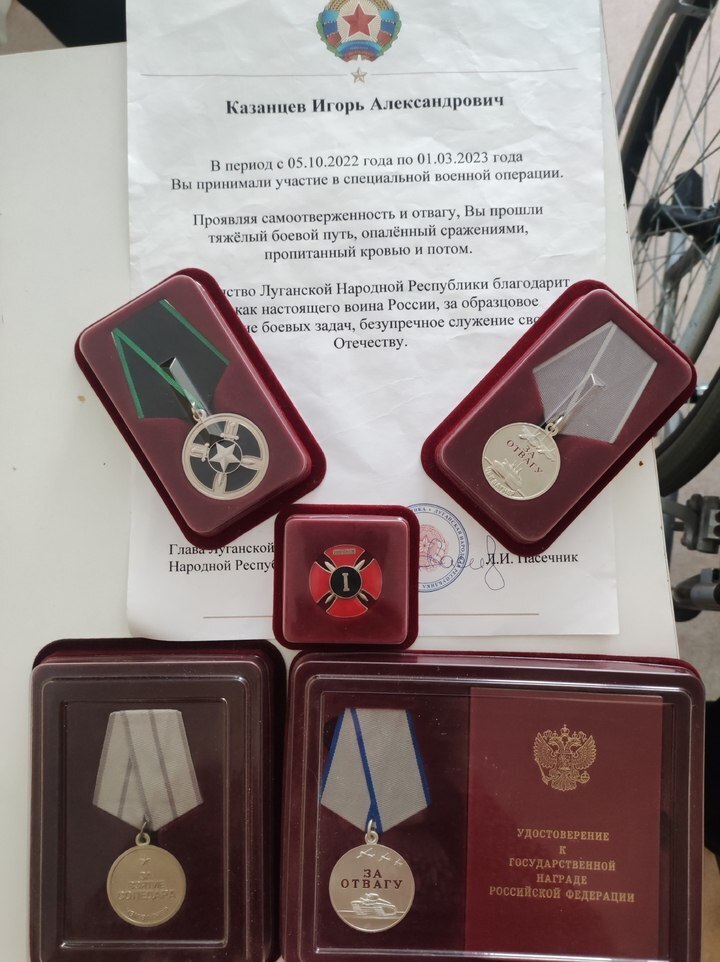 Казанцев Игорь Александрович
В период с 05.10.2022 года по 01.03.2023 года
Вы принимали участие в специальной военной операции.
Проявляя самоотверженность и отвагу, Вы прошли
тяжёлый боевой путь, опалённый сражениями,
пропитанный кровью и потом.
Луганской Народной Республики благодарит
как настоящего воина России, за образцовое
боевых задач, безупречное служение
Отечеству.
ЗА
ОТВАГУ
I
Глава Луганской
Народной
Л.И. Пасечник
ЗА
ВЗЯТИЕ
СОЛЕДАРА
ЗА
ОТВАГУ
УДОСТОВЕРЕНИЕ
К
ГОСУДАРСТВЕННОЙ
НАГРАДЕ
РОССИЙСКОЙ ФЕДЕРАЦИИ